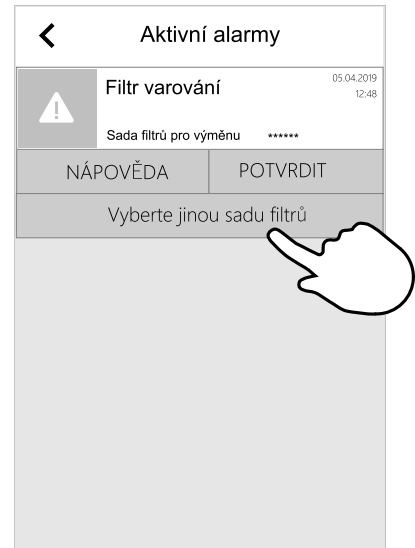 Aktivní alarmy
Filtr varování
05.04.2019
12:48
Sada filtrů pro výměnu ******
NÁPOVĚDA POTVRDIT
Vyberte jinou sadu filtrů